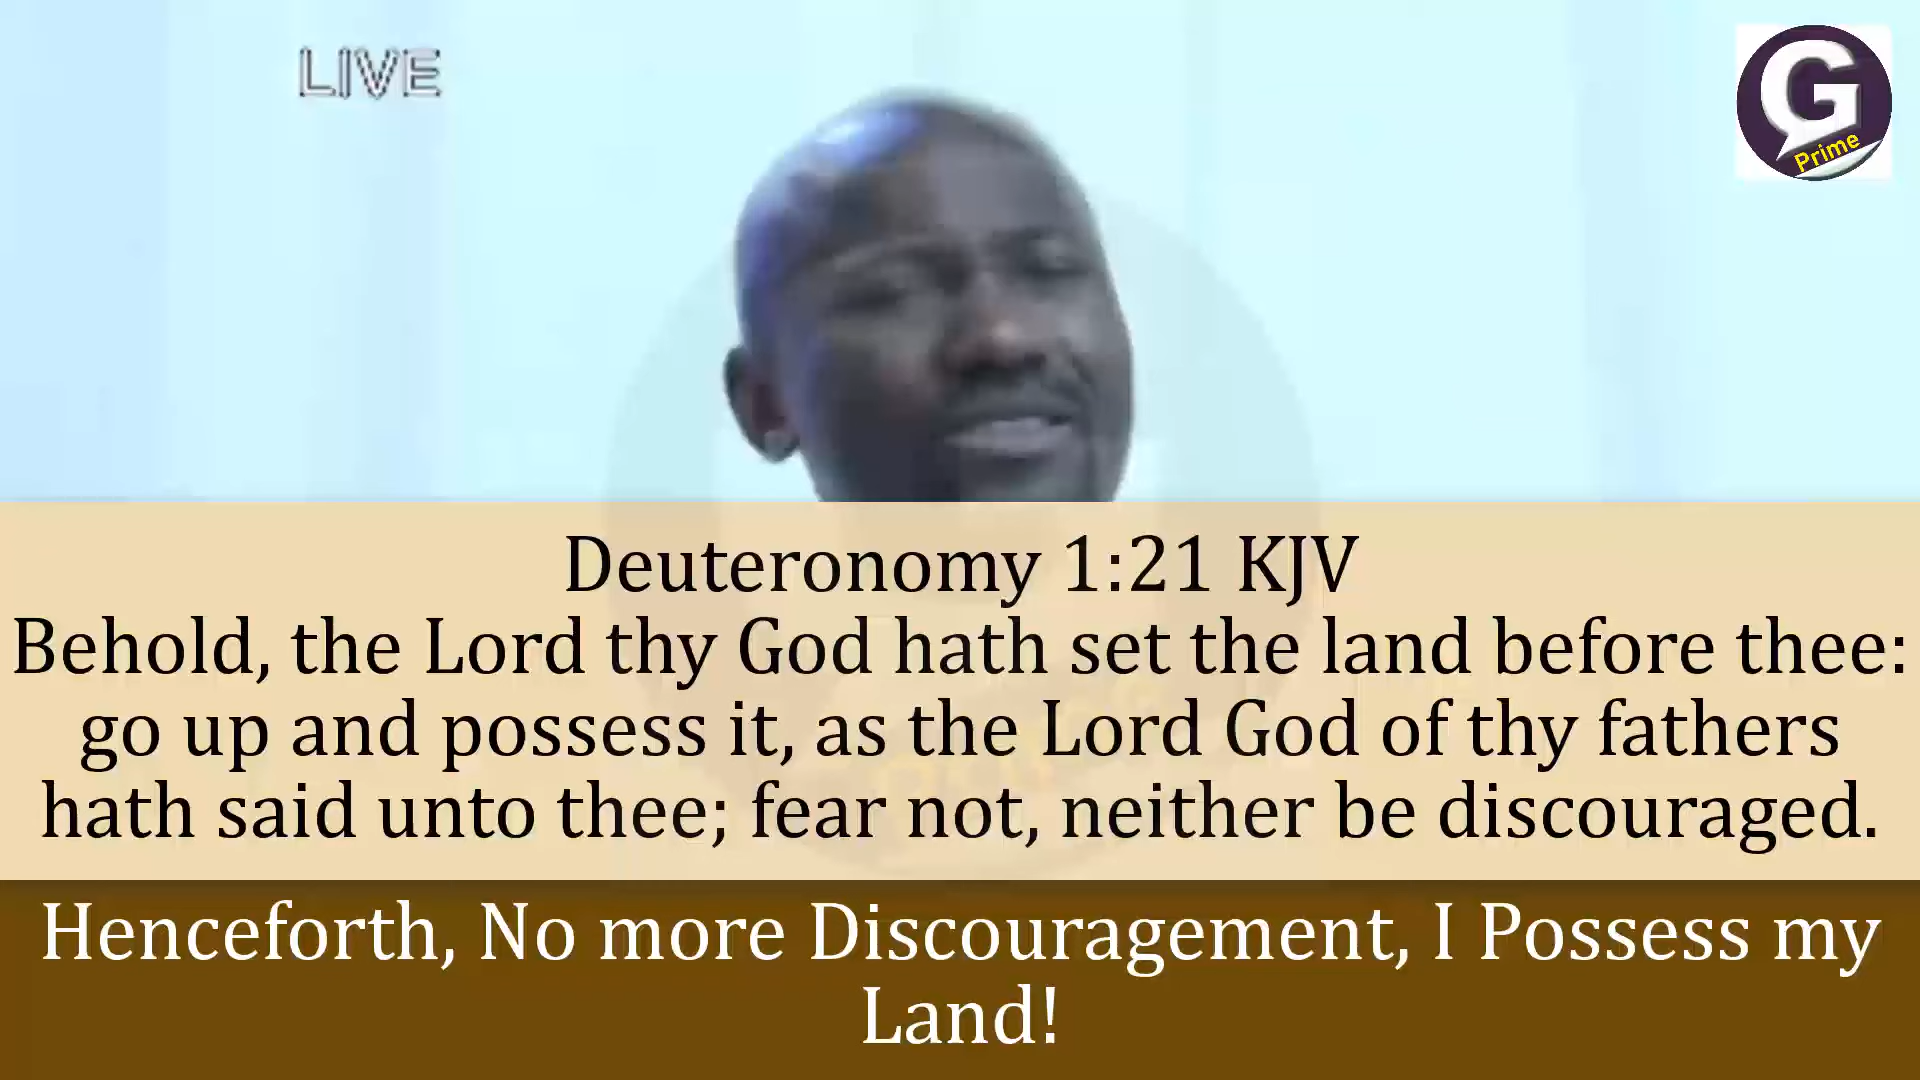 LIVE
G
Prime
Deuteronomy 1:21 KJV
Behold, the Lord thy God hath set the land before thee:
go up and possess it, as the Lord God of thy fathers
hath said unto thee; fear not, neither be discouraged.
Henceforth, No more Discouragement, I Possess my
Land!